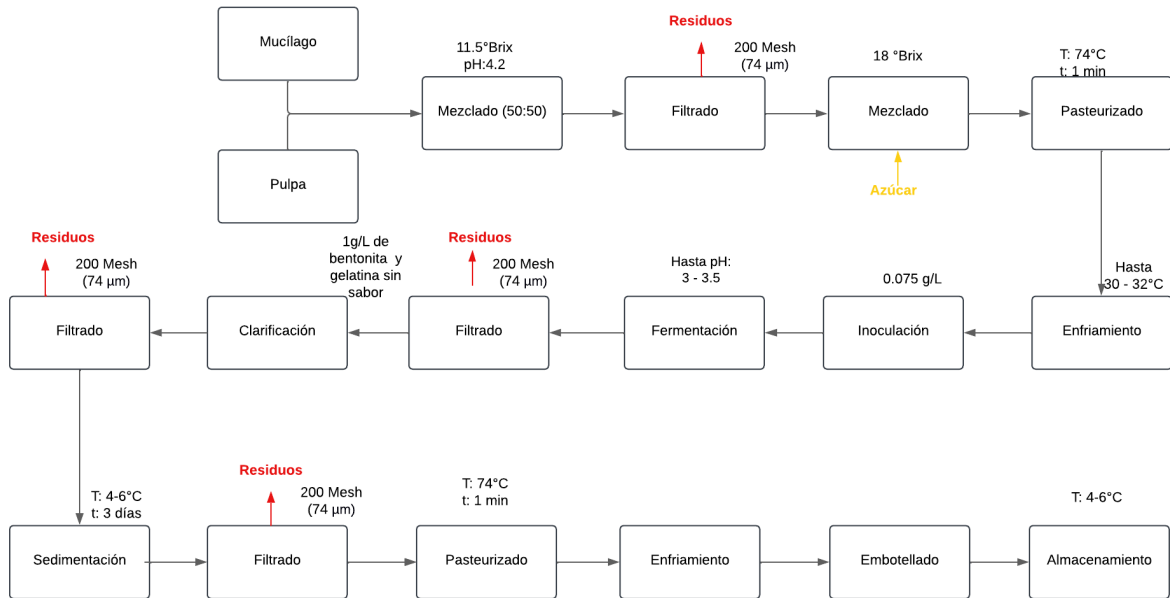 Mucílago
Pulpa
11.5°Brix
pH:4.2
Mezclado (50:50)
Residuos
200 Mesh
(74 µm)
Filtrado
18 °Brix
Mezclado
Azúcar
T: 74°C
t: 1 min
Pasteurizado
Hasta
30 - 32°C
Enfriamiento
0.075 g/L
Inoculación
Hasta pH:
3 - 3.5
Fermentación
Residuos
200 Mesh
(74 µm)
Filtrado
1g/L de
bentonita y
gelatina sin
sabor
Clarificación
Residuos
200 Mesh
(74 µm)
Filtrado
T: 4-6°C
t: 3 días
Sedimentación
Residuos
200 Mesh
(74 µm)
Filtrado
T: 74°C
t: 1 min
Pasteurizado
Enfriamiento
Embotellado
T: 4-6°C
Almacenamiento